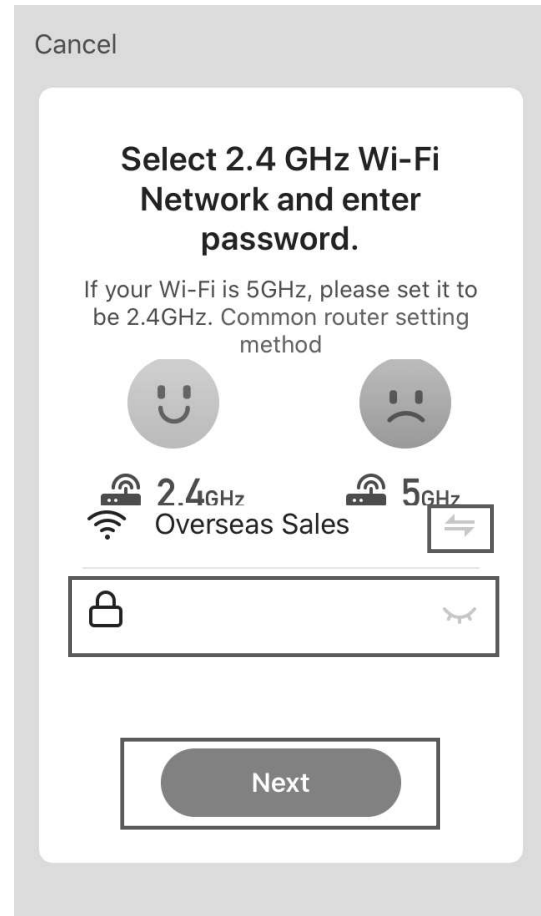 Cancel
Select 2.4 GHz Wi-Fi
Network and enter
password.
If your Wi-Fi is 5GHz, please set it to
be 2.4GHz. Common router setting
method
2.4GHz 5GHz
Overseas Sales
Next